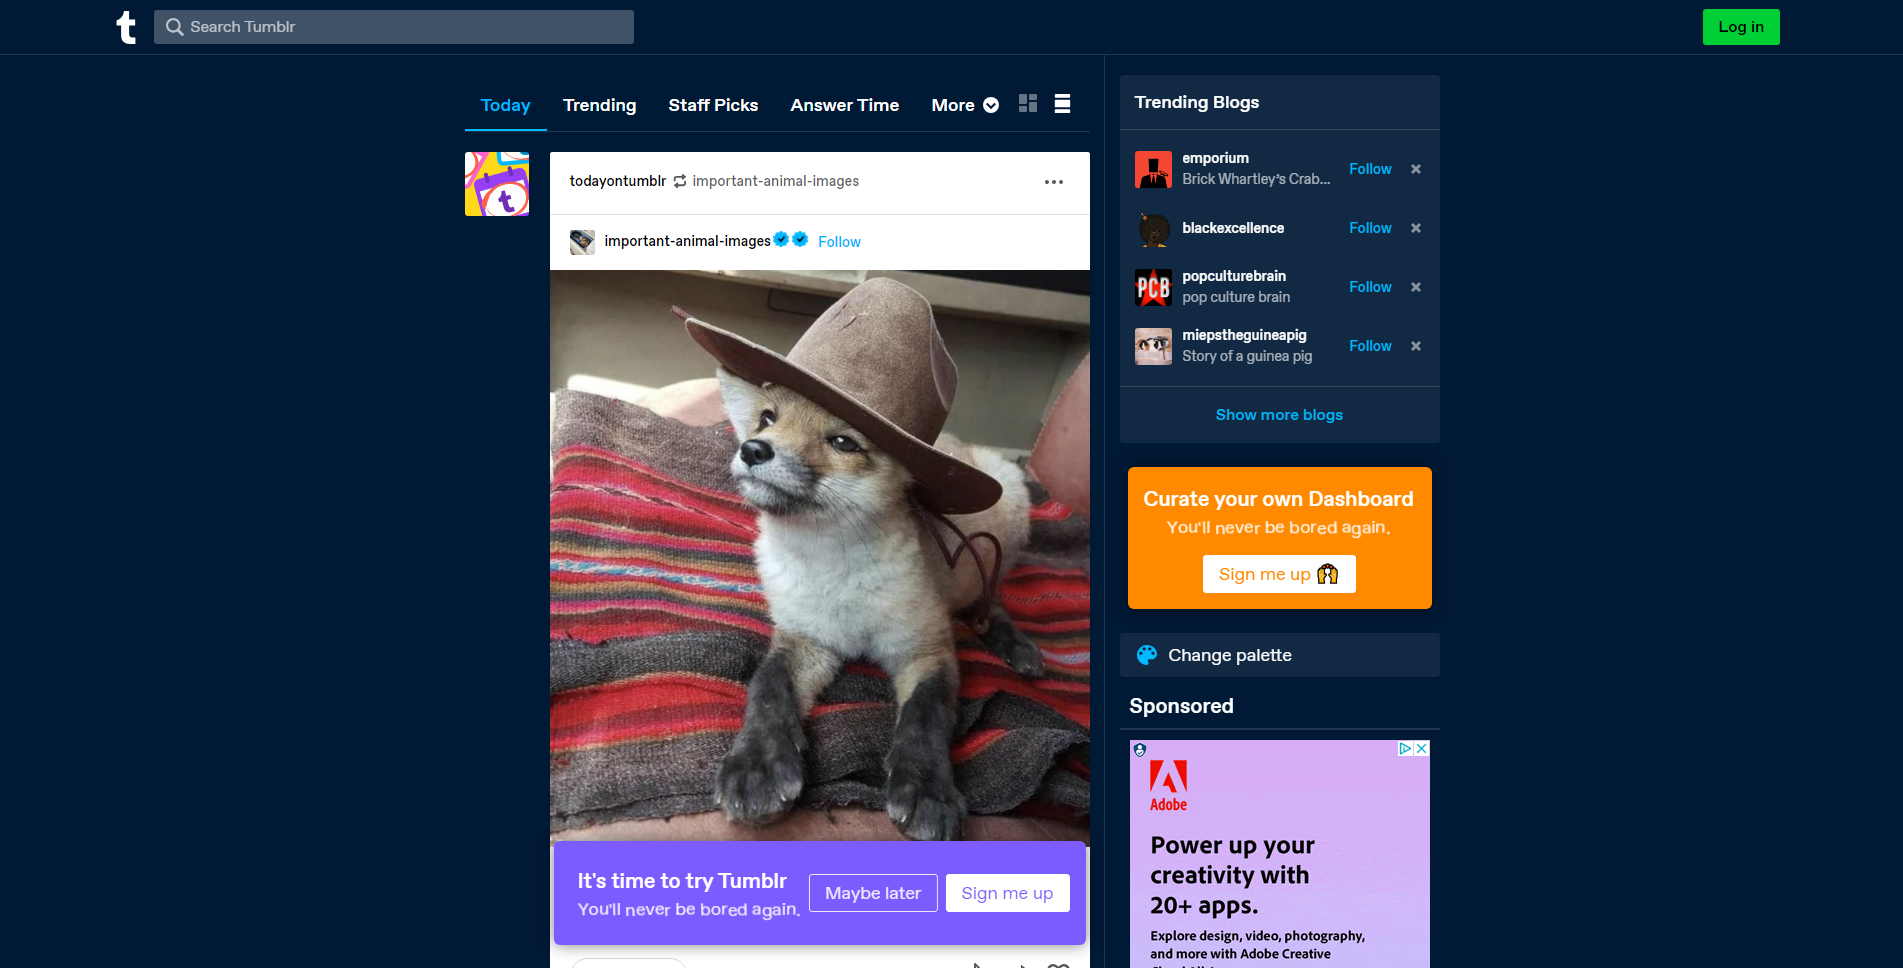 t
Search Tumblr
Log in
Today
Trending
Staff Picks
Answer Time
More
todayontumblr important-animal-images
important-animal-images Follow
Trending Blogs
emporium
Brick Whartley's Crab...
Follow
blackexcellence
Follow
popculturebrain
pop culture brain
Follow
PCB
miepstheguineapig
Story of a guinea pig
Follow
Show more blogs
Curate your own Dashboard
You'll never be bored again.
Sign me up
Change palette
Sponsored
Adobe
Power up your
creativity with
20+ apps.
Explore design, video, photography,
and more with Adobe Creative
It's time to try Tumblr
You'll never be bored again.
Maybe later
Sign me up